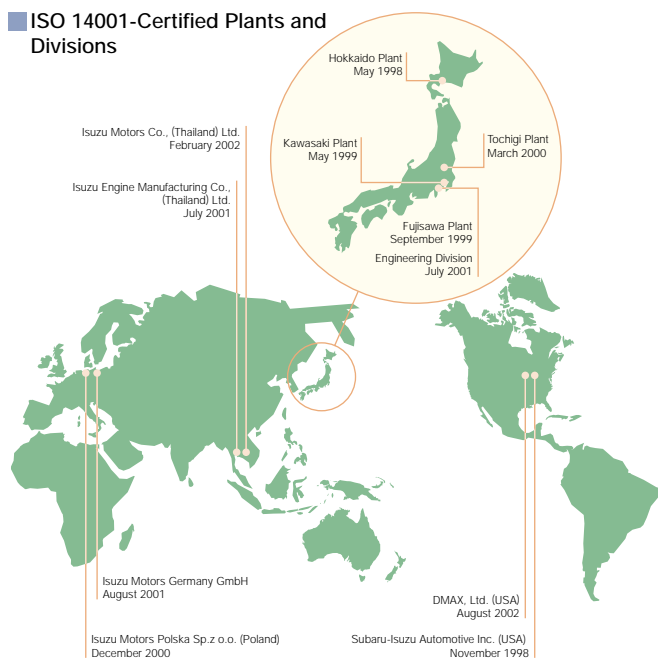 ISO 14001-Certified Plants and
Divisions
Hokkaido Plant
May 1998
Isuzu Motors Co., (Thailand) Ltd.
February 2002
Kawasaki Plant
May 1999
Tochigi Plant
March 2000
Isuzu Engine Manufacturing Co.,
(Thailand) Ltd.
July 2001
Fujisawa Plant
September 1999
Engineering Division
July 2001
Isuzu Motors Germany GmbH
August 2001
DMAX, Ltd. (USA)
August 2002
Isuzu Motors Polska Sp.z o.o. (Poland)
December 2000
Subaru-Isuzu Automotive Inc. (USA)
November 1998